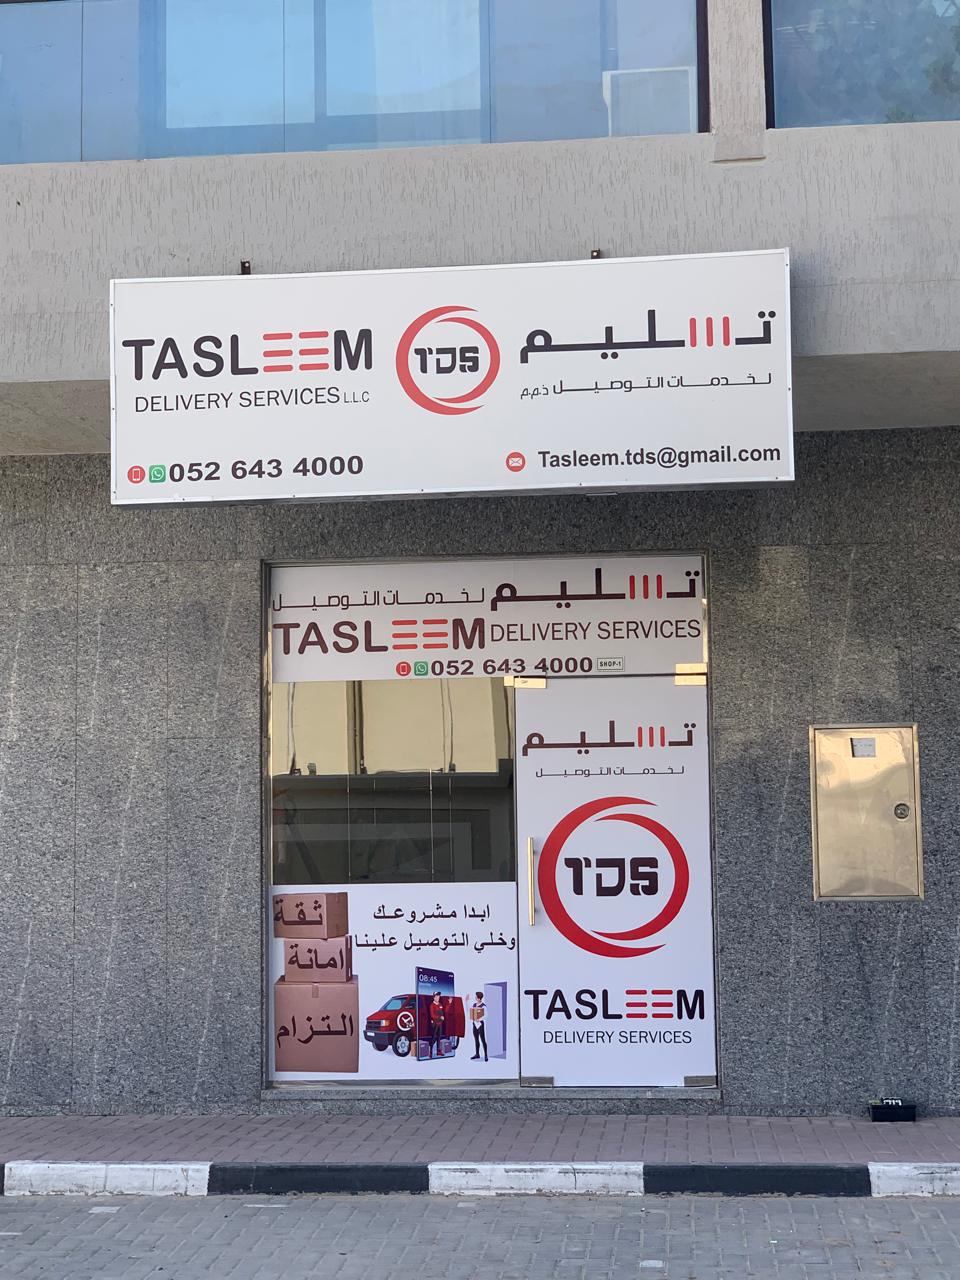 TASLEEM
DELIVERY SERVICES L.L.C
TDS
تسليم
لخدمات التوصيل ذ.م.م
052 643 4000
Tasleem.tds@gmail.com
تسليم لخدمات التوصيل
TASLEEM DELIVERY SERVICES
052 643 4000 SHOP-1
تسليم
لخدمات التوصيل
TDS
TASLEEM
DELIVERY SERVICES
ابدا مشروعك
وخلي التوصيل علينا
ثقة
امانة
التزام
08:45